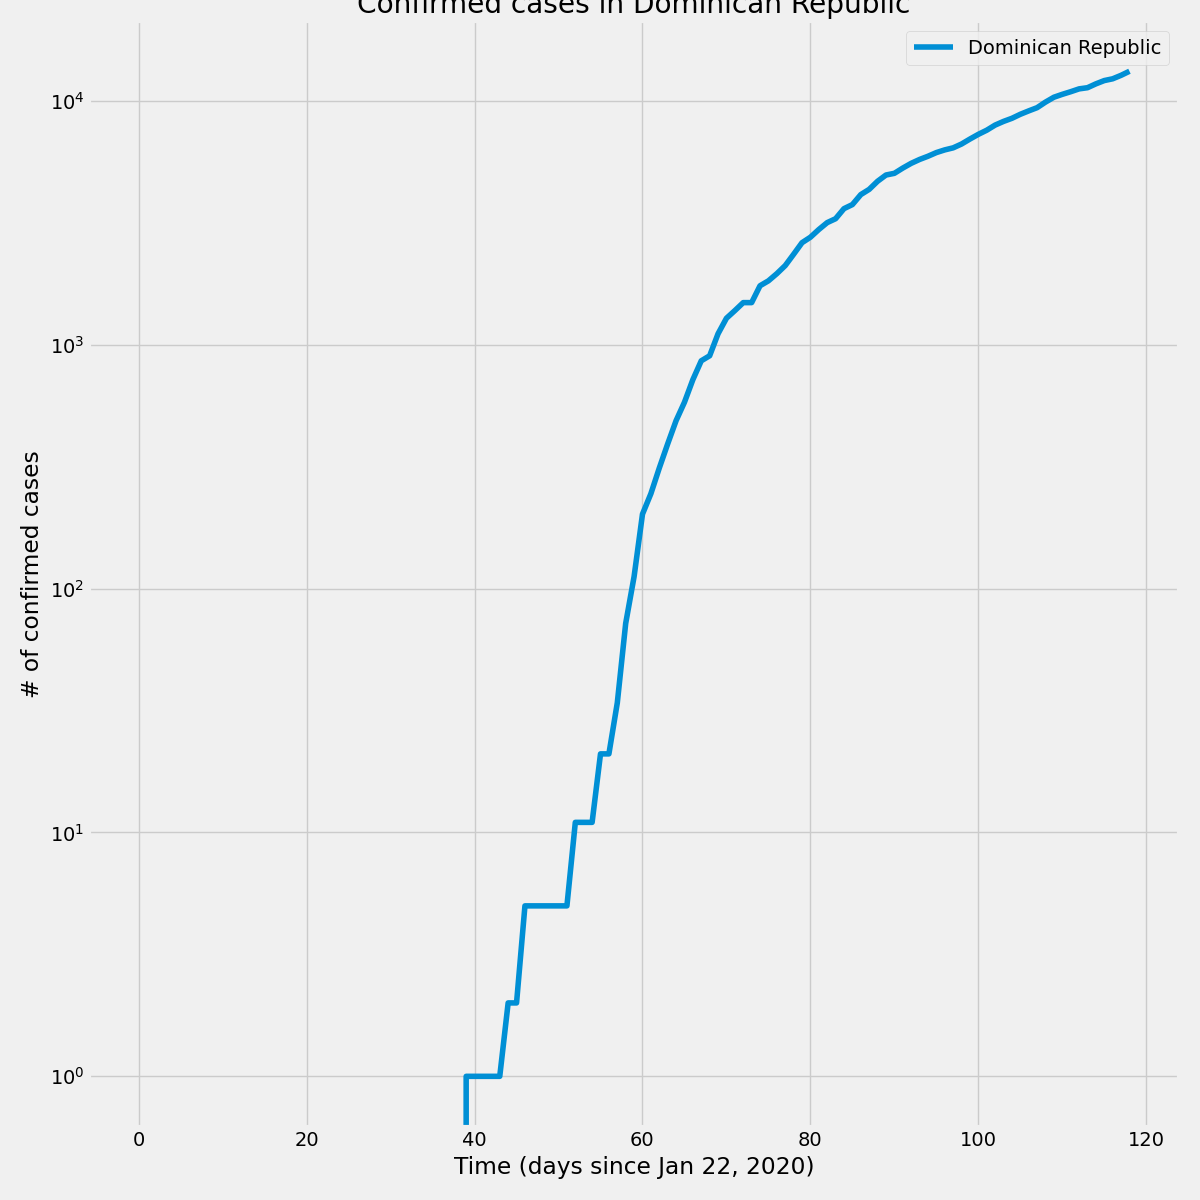 Confirmed cases in Dominican Republic
Dominican Republic
10⁴
10³
10²
10¹
10⁰
# of confirmed cases
0 20 40 60 80 100 120
Time (days since Jan 22, 2020)